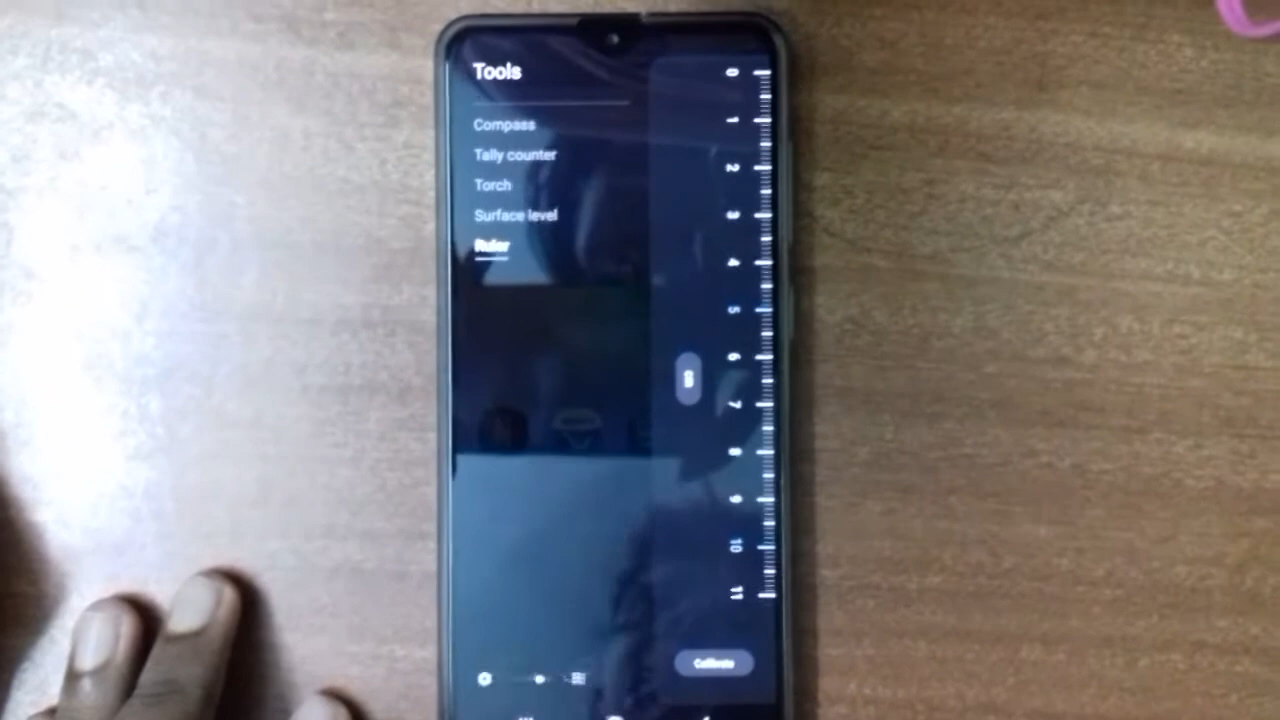 Tools
Compass
Tally counter
Torch
Surface level
Ruler
0
1
2
3
4
5
6
7
8
9
10
11
cm
Calibrate